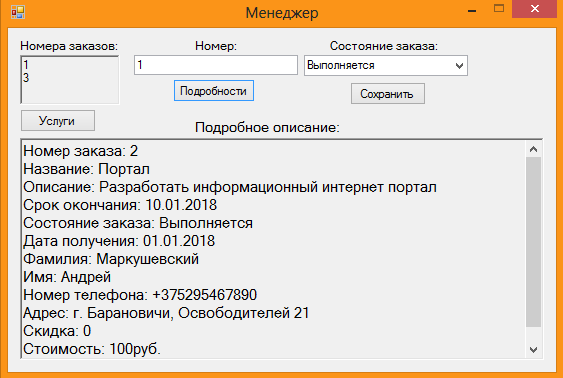 Менеджер
Номера заказов:
Номер:
Состояние заказа:
1
3
1
Выполняется
Подробности
Сохранить
Услуги
Подробное описание:
Номер заказа: 2
Название: Портал
Описание: Разработать информационный интернет портал
Срок окончания: 10.01.2018
Состояние заказа: Выполняется
Дата получения: 01.01.2018
Фамилия: Маркушевский
Имя: Андрей
Номер телефона: +375295467890
Адрес: г. Барановичи, Освободителей 21
Скидка: 0
Стоимость: 100руб.